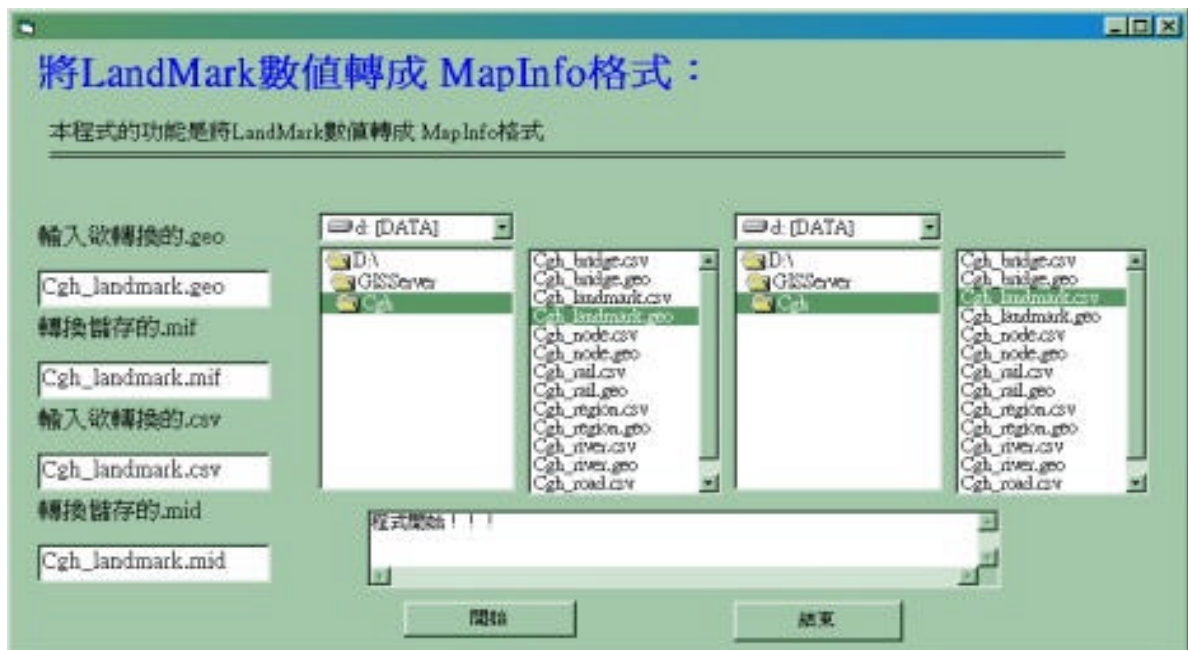 將LandMark數值轉成 MapInfo格式：
本程式的功能是將LandMark數值轉成 MapInfo格式
輸入欲轉換的.geo
Cgh_landmark.geo
轉換儲存的.mif
Cgh_landmark.mif
輸入欲轉換的.csv
Cgh_landmark.csv
轉換儲存的.mid
Cgh_landmark.mid
d: [DATA]
D:\
GISServer
Cgh
Cgh_bridge.csv
Cgh_bridge.geo
Cgh_landmark.csv
Cgh_landmark.geo
Cgh_node.csv
Cgh_node.geo
Cgh_rail.csv
Cgh_rail.geo
Cgh_region.csv
Cgh_region.geo
Cgh_river.csv
Cgh_river.geo
Cgh_road.csv
d: [DATA]
D:\
GISServer
Cgh
Cgh_bridge.csv
Cgh_bridge.geo
Cgh_landmark.csv
Cgh_landmark.geo
Cgh_node.csv
Cgh_node.geo
Cgh_rail.csv
Cgh_rail.geo
Cgh_region.csv
Cgh_region.geo
Cgh_river.csv
Cgh_river.geo
Cgh_road.csv
程式開始！！！
開始
結束